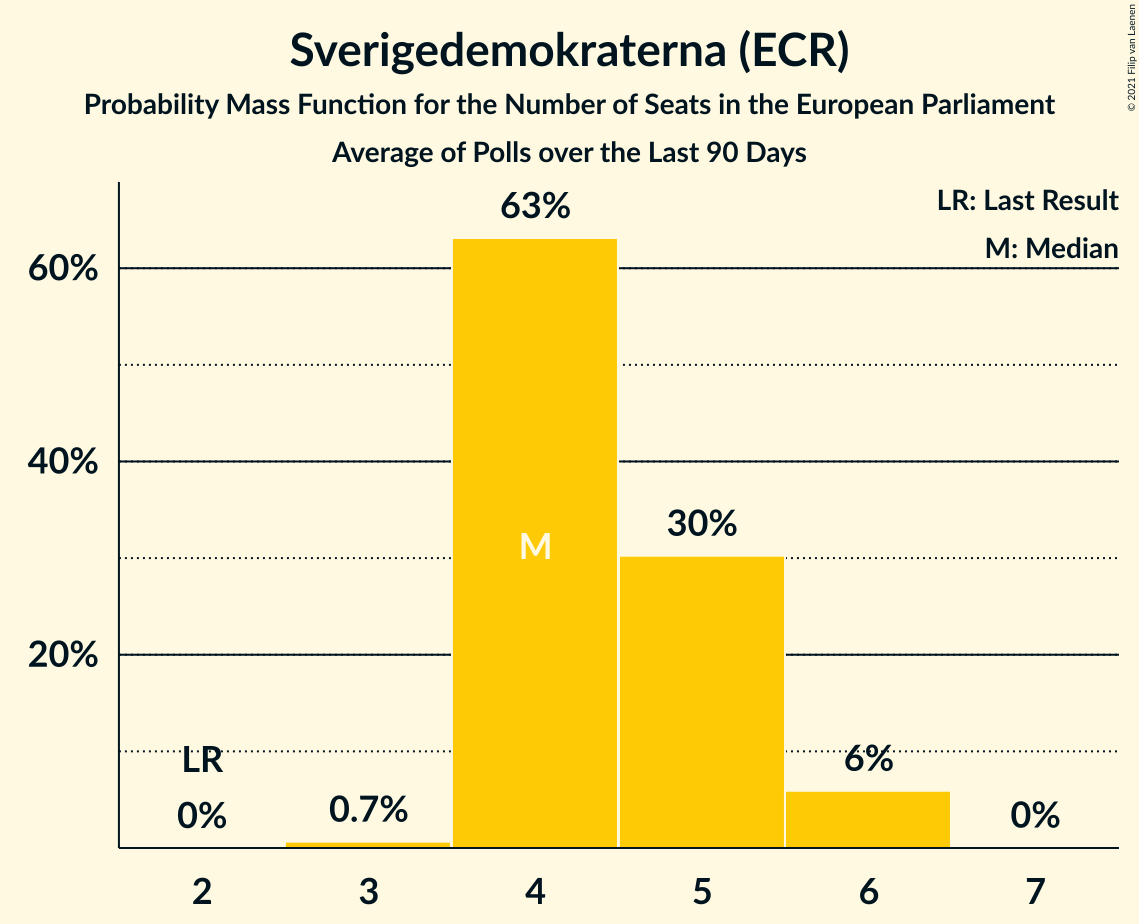 Sverigedemokraterna (ECR)
Probability Mass Function for the Number of Seats in the European Parliament
Average of Polls over the Last 90 Days
© 2021 Filip van Laenen
LR: Last Result
M: Median
63%
60%
40%
30%
M
20%
LR
6%
0%
0.7%
0%
2
3
4
5
6
7